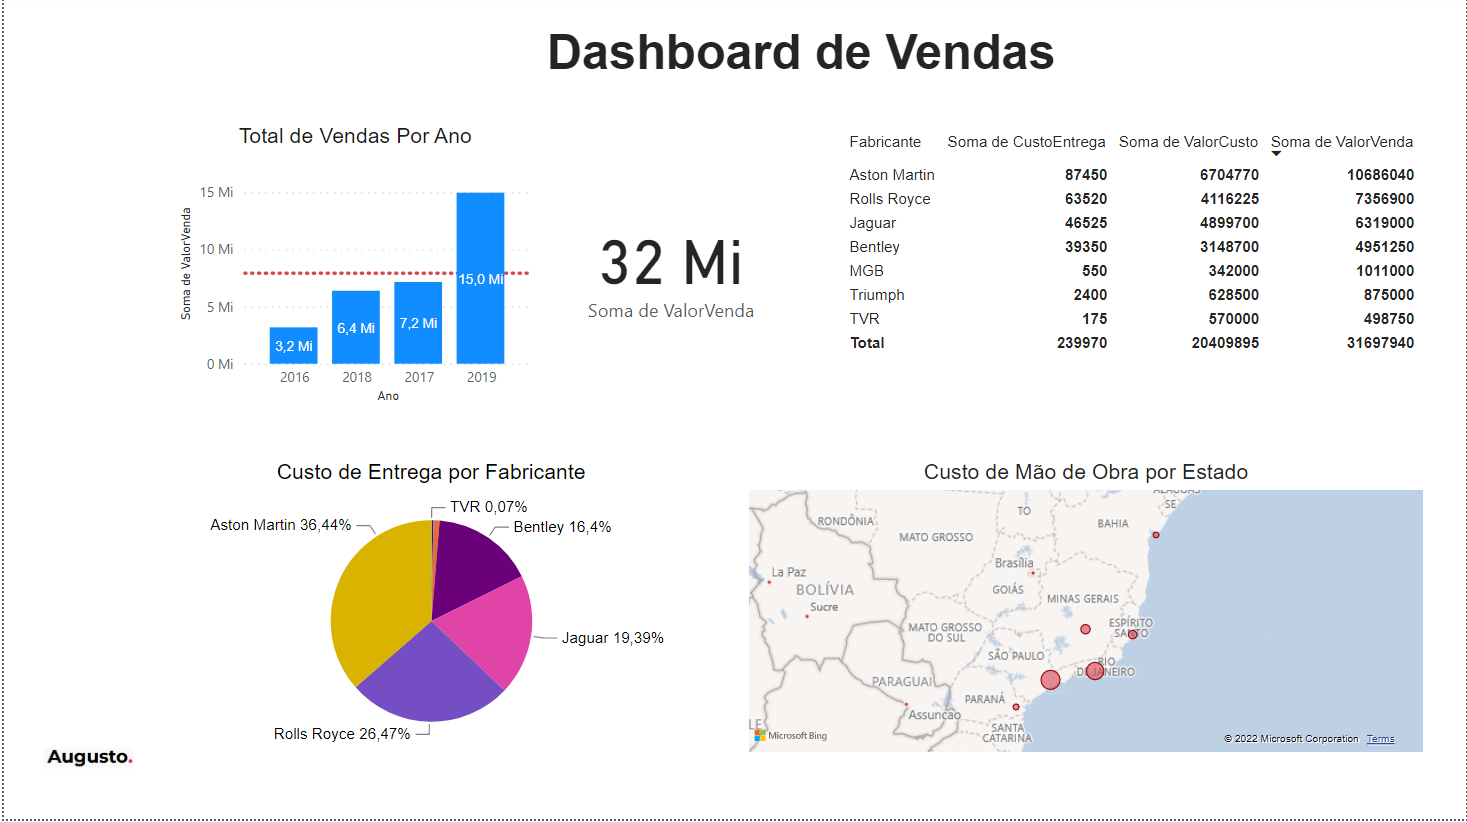 Dashboard de Vendas
Total de Vendas Por Ano
Soma de ValorVenda
15 Mi
10 Mi
5 Mi
0 Mi
3,2 Mi
6,4 Mi
7,2 Mi
15,0 Mi
2016 2018 2017 2019
Ano
32 Mi
Soma de ValorVenda
Fabricante Soma de CustoEntrega Soma de ValorCusto Soma de ValorVenda
Aston Martin 87450 6704770 10686040
Rolls Royce 63520 4116225 7356900
Jaguar 46525 4899700 6319000
Bentley 39350 3148700 4951250
MGB 550 342000 1011000
Triumph 2400 628500 875000
TVR 175 570000 498750
Total 239970 20409895 31697940
Custo de Entrega por Fabricante
TVR 0,07%
Aston Martin 36,44%
Bentley 16,4%
Jaguar 19,39%
Rolls Royce 26,47%
Custo de Mão de Obra por Estado
ALAGOAS
SE
TO
RONDÔNIA
BAHIA
MATO GROSSO
Brasília
La Paz
BOLÍVIA
GOIÁS
Sucre
MINAS GERAIS
MATO GROSSO
DO SUL
ESPÍRITO
SANTO
SÃO PAULO
RIO
DE JANEIRO
PARAGUAI
PARANÁ
Assuncao
LE
SANTA
CATARINA
Microsoft Bing
© 2022 Microsoft Corporation Terms
Augusto.